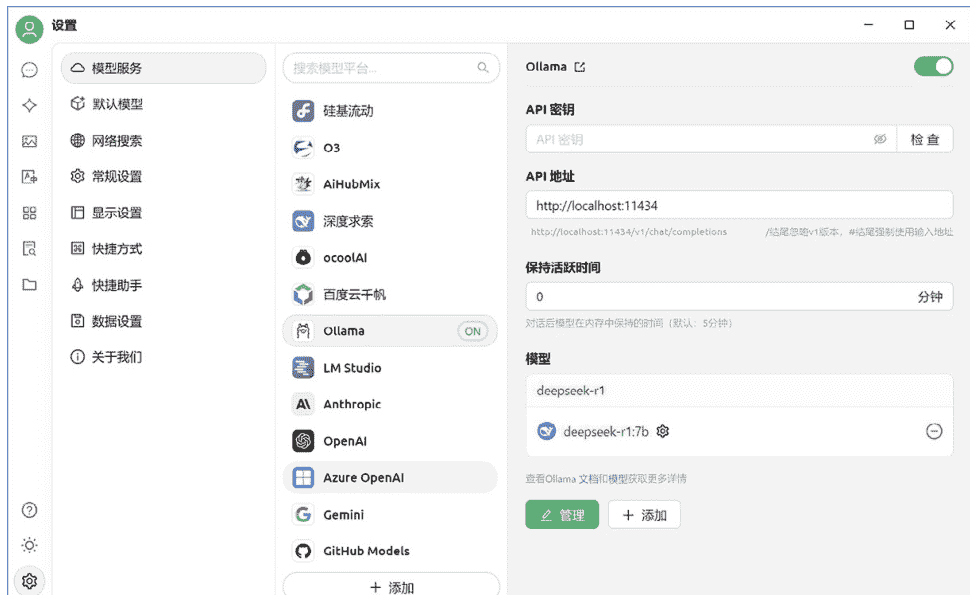 设置
模型服务
默认模型
网络搜索
常规设置
显示设置
快捷方式
快捷助手
数据设置
关于我们
搜索模型平台...
硅基流动
O3
AiHubMix
深度求索
ocoolAI
百度云千帆
Ollama ON
LM Studio
Anthropic
OpenAI
Azure OpenAI
Gemini
GitHub Models
+ 添加
Ollama
API 密钥
API 密钥 检 查
API 地址
http://localhost:11434
http://localhost:11434/v1/chat/completions /结尾忽略v1版本，#结尾强制使用输入地址
保持活跃时间
0 分钟
对话后模型在内存中保持的时间（默认：5分钟）
模型
deepseek-r1
deepseek-r1:7b
查看Ollama 文档和模型获取更多详情
管理 + 添加